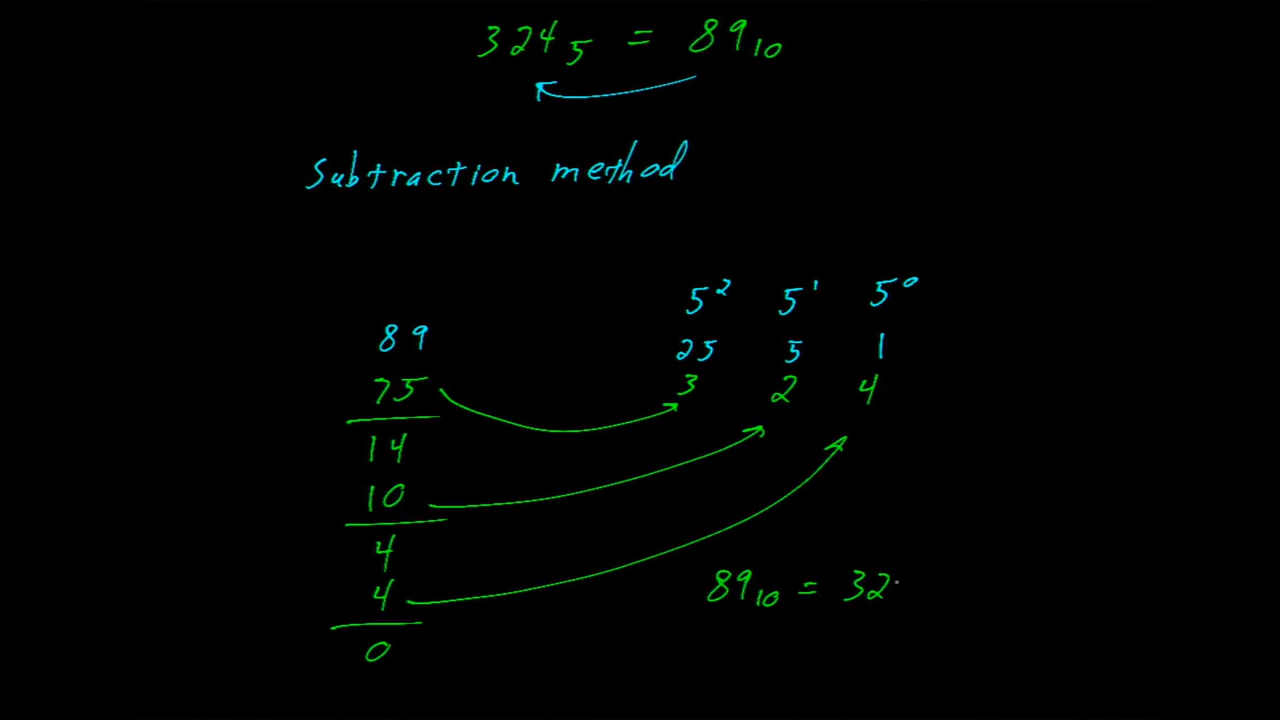 324₅ = 89₁₀
Subtraction method
5² 5¹ 5⁰
89 25 5 1
75 3 2 4
14
10
4
4 89₁₀ = 32
0